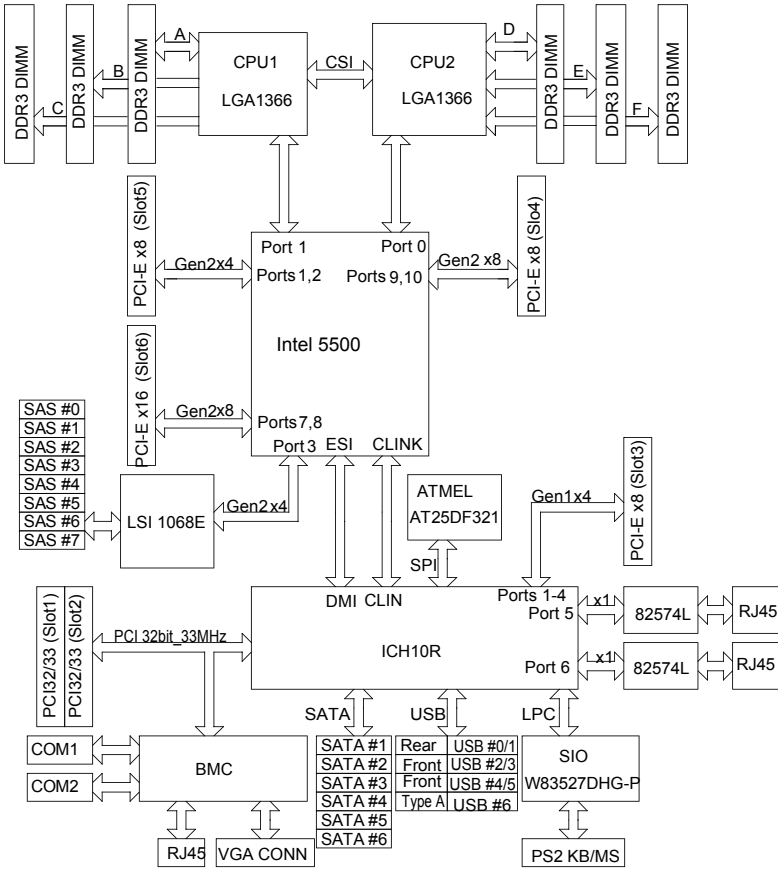 DDR3 DIMM
DDR3 DIMM
DDR3 DIMM
A
B
C
CPU1
LGA1366
CSI
CPU2
LGA1366
D
E
F
DDR3 DIMM
DDR3 DIMM
DDR3 DIMM
PCI-E x8 (Slot5)
Gen2x4
Port 1
Ports 1,2
Port 0
Ports 9,10
Gen2 x8
PCI-E x8 (Slo4)
Intel 5500
PCI-E x16 (Slot6)
Gen2x8
Ports7,8
Port 3
ESI
CLINK
SAS #0
SAS #1
SAS #2
SAS #3
SAS #4
SAS #5
SAS #6
SAS #7
LSI 1068E
Gen2x4
ATMEL
AT25DF321
SPI
Gen1x4
PCI-E x8 (Slot3)
DMI
CLIN
Ports 1-4
Port 5
x1
82574L
RJ45
ICH10R
Port 6
x1
82574L
RJ45
PCI32/33 (Slot1)
PCI32/33 (Slot2)
PCI 32bit_33MHz
SATA
USB
LPC
COM1
COM2
BMC
SATA #1
SATA #2
SATA #3
SATA #4
SATA #5
SATA #6
Rear USB #0/1
Front USB #2/3
Front USB #4/5
Type A USB #6
SIO
W83527DHG-P
RJ45
VGA CONN
PS2 KB/MS